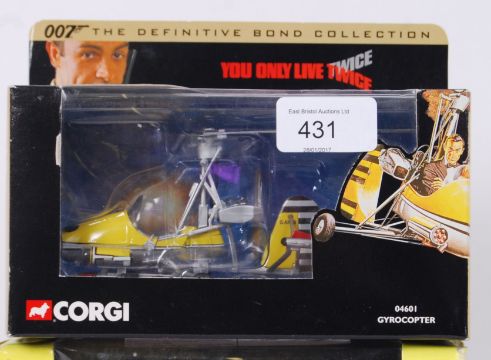 007 THE DEFINITIVE BOND COLLECTION
YOU ONLY LIVE TWICE
TWICE
East Bristol Auctions Ltd
431
28/01/2017
CORGI
04601
GYROCOPTER